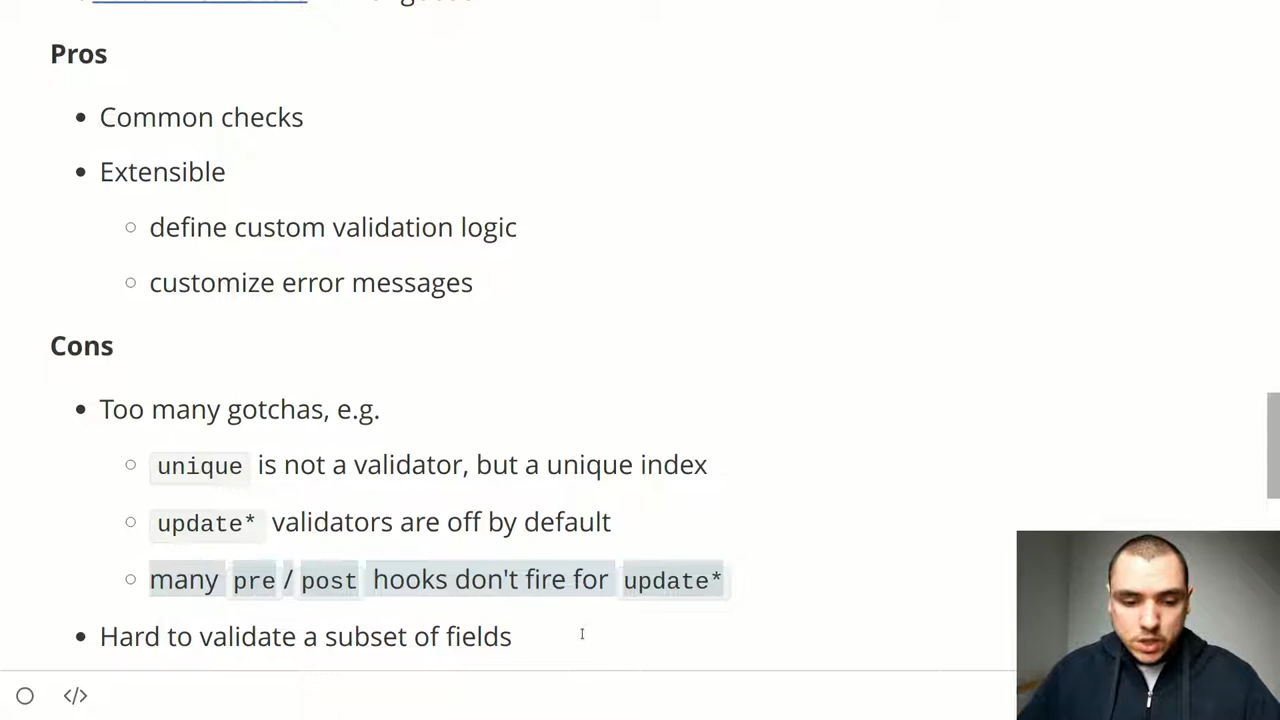 Pros
Common checks
Extensible
define custom validation logic
customize error messages
Cons
Too many gotchas, e.g.
unique is not a validator, but a unique index
update* validators are off by default
many pre / post hooks don't fire for update*
Hard to validate a subset of fields
</>